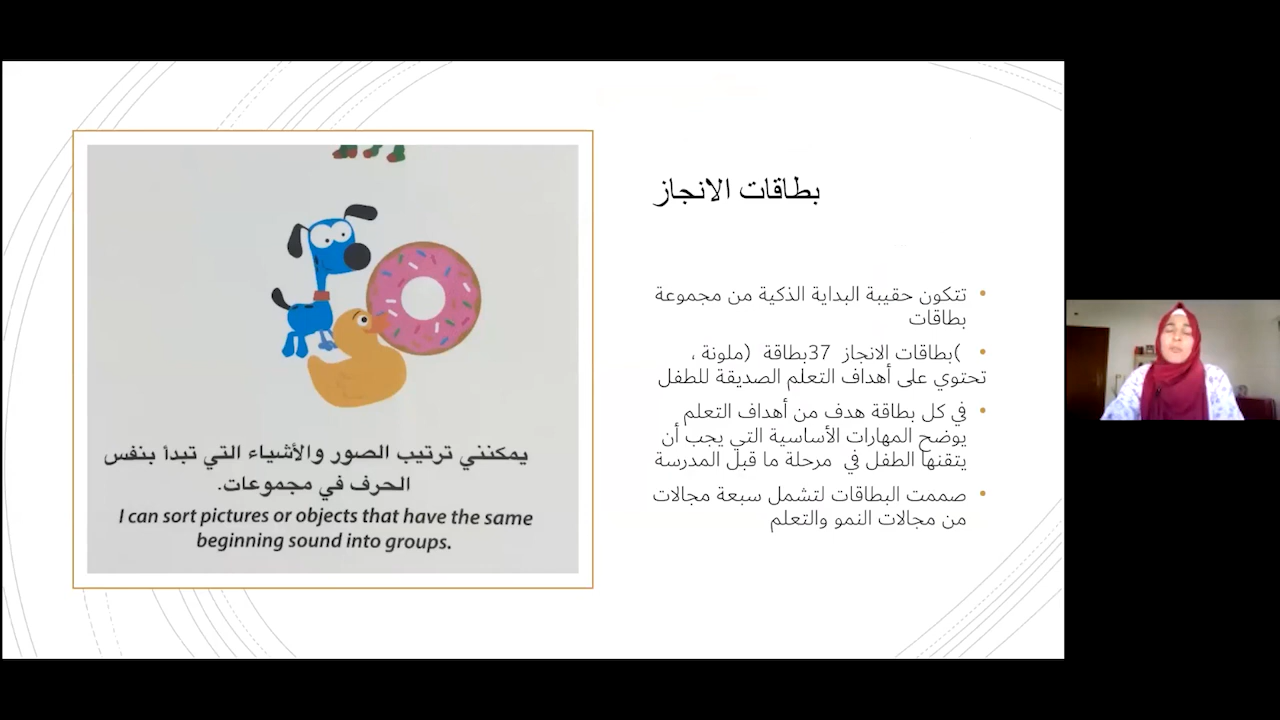 بطاقات الانجاز
تتكون حقيبة البداية الذكية من مجموعة
بطاقات
)بطاقات الانجاز 37بطاقة (ملونة ،
تحتوي على أهداف التعلم الصديقة للطفل
في كل بطاقة هدف من أهداف التعلم
يوضح المهارات الأساسية التي يجب أن
يتقنها الطفل في مرحلة ما قبل المدرسة
صممت البطاقات لتشمل سبعة مجالات
من مجالات النمو والتعلم
يمكنني ترتيب الصور والأشياء التي تبدأ بنفس
الحرف في مجموعات.
I can sort pictures or objects that have the same
beginning sound into groups.